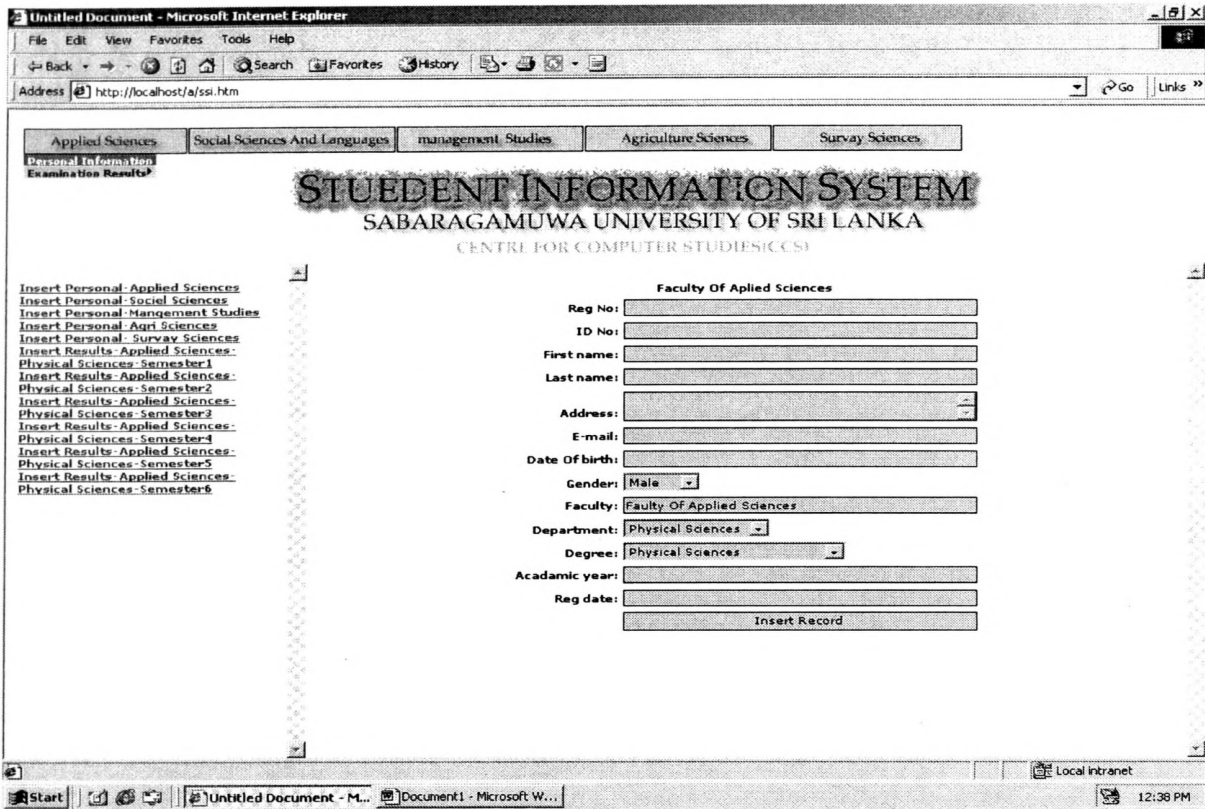 Untitled Document - Microsoft Internet Explorer
File Edit View Favorites Tools Help
Back Search Favorites History
Address http://localhost/a/ssi.htm Go Links »
Applied Sciences Social Sciences And Languages management Studies Agriculture Sciences Survay Sciences
Personal Information
Examination Results
STUEDENT INFORMATION SYSTEM
SABARAGAMUWA UNIVERSITY OF SRI LANKA
CENTRE FOR COMPUTER STUDIES(CCS)
Insert Personal-Applied Sciences
Insert Personal-Sociel Sciences
Insert Personal-Mangement Studies
Insert Personal-Agri Sciences
Insert Personal- Survay Sciences
Insert Results-Applied Sciences-
Physical Sciences-Semester1
Insert Results-Applied Sciences-
Physical Sciences-Semester2
Insert Results-Applied Sciences-
Physical Sciences-Semester3
Insert Results-Applied Sciences-
Physical Sciences-Semester4
Insert Results-Applied Sciences-
Physical Sciences-Semester5
Insert Results-Applied Sciences-
Physical Sciences-Semester6
Faculty Of Aplied Sciences
Reg No:
ID No:
First name:
Last name:
Address:
E-mail:
Date Of birth:
Gender: Male
Faculty: Faulty Of Applied Sciences
Department: Physical Sciences
Degree: Physical Sciences
Acadamic year:
Reg date:
Insert Record
Local intranet
Start Untitled Document - M... Document1 - Microsoft W... 12:38 PM